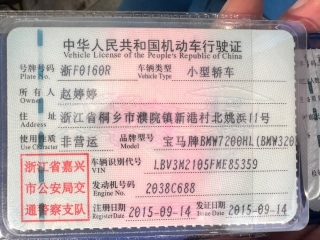 中华人民共和国机动车行驶证
Vehicle License of the People's Republic of China
号牌号码 浙FF0160R 车辆类型 小型轿车
Plate No. Vehicle Type
所有人 赵婷婷
住址 浙江省桐乡市濮院镇新港村北姚浜11号
使用性质 非营运 品牌型号 宝马牌BMW7200HL(BMW320
Use Character
浙江省嘉兴市公安局交通警察支队
车辆识别代号 LBV3M2105FME85359
VIN
发动机号码 2038C688
Engine No.
注册日期 2015-09-14 发证日期 2015-09-14
Register Date Issue Date